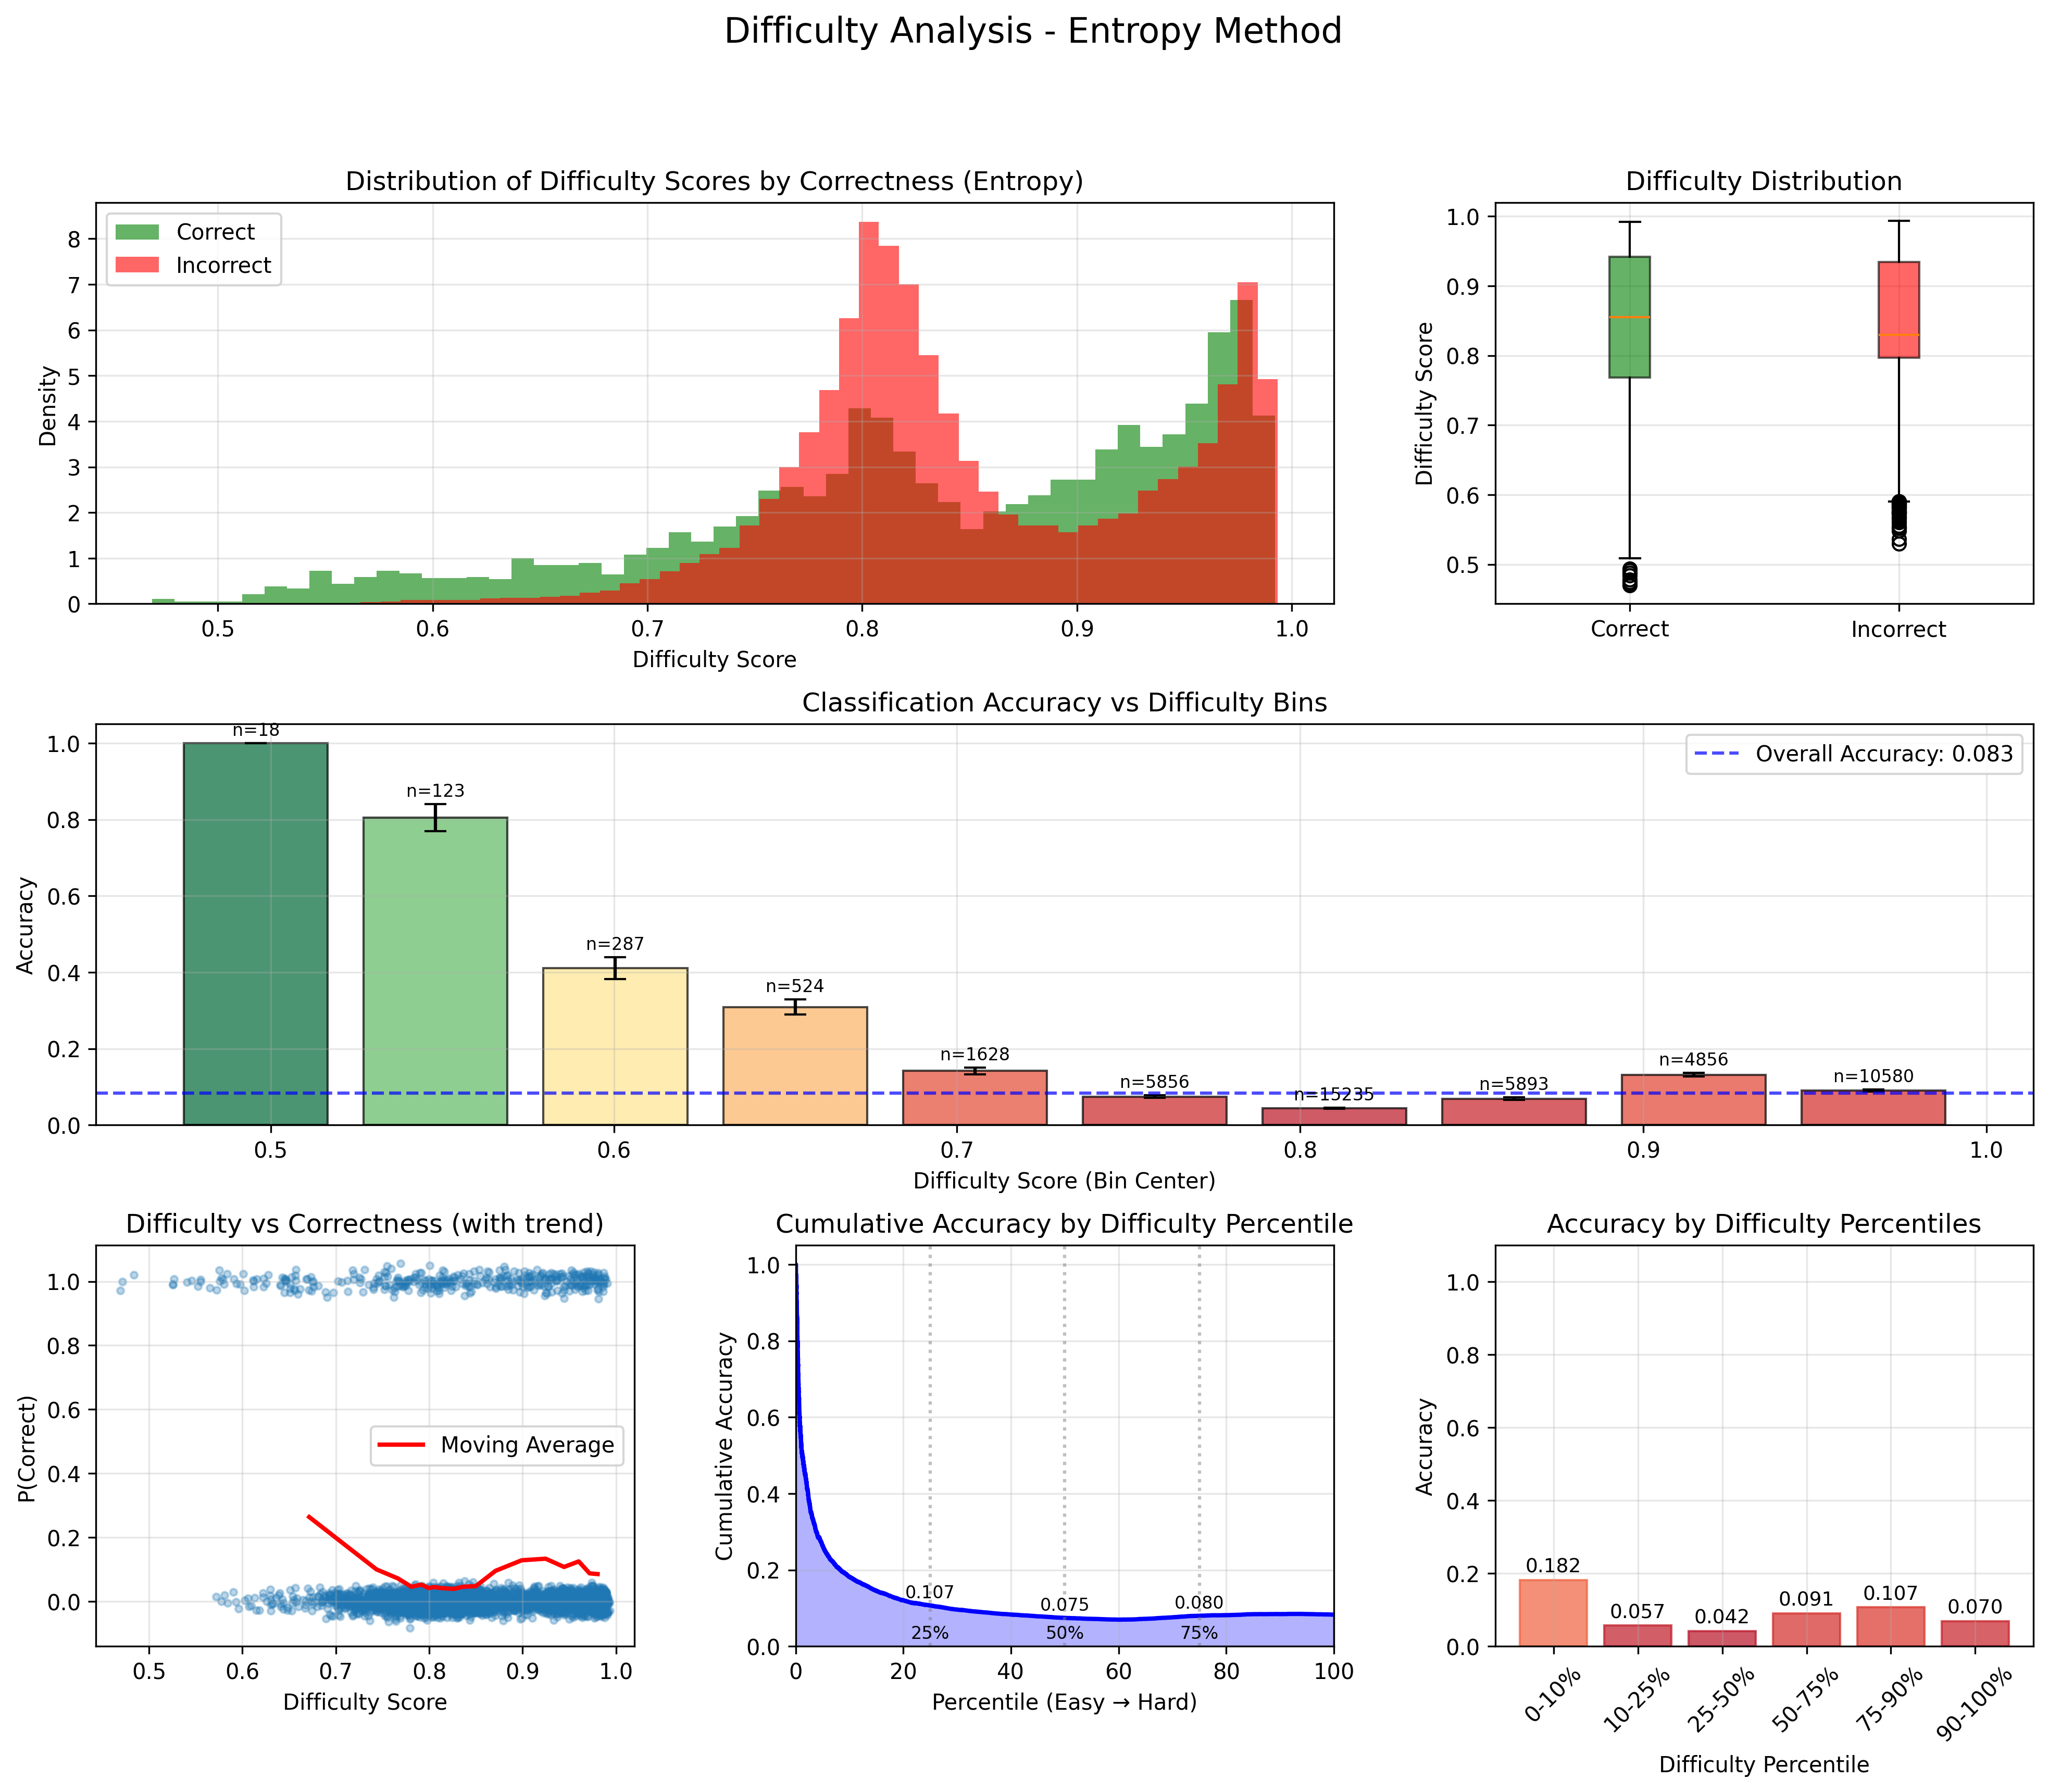 Difficulty Analysis - Entropy Method
Distribution of Difficulty Scores by Correctness (Entropy)
Correct
Incorrect
Density
8
7
6
5
4
3
2
1
0
0.5 0.6 0.7 0.8 0.9 1.0
Difficulty Score
Difficulty Distribution
Difficulty Score
1.0
0.9
0.8
0.7
0.6
0.5
Correct Incorrect
Classification Accuracy vs Difficulty Bins
Overall Accuracy: 0.083
Accuracy
1.0
0.8
0.6
0.4
0.2
0.0
n=18
n=123
n=287
n=524
n=1628
n=5856
n=15235
n=5893
n=4856
n=10580
0.5 0.6 0.7 0.8 0.9 1.0
Difficulty Score (Bin Center)
Difficulty vs Correctness (with trend)
P(Correct)
1.0
0.8
0.6
0.4
0.2
0.0
Moving Average
0.5 0.6 0.7 0.8 0.9 1.0
Difficulty Score
Cumulative Accuracy by Difficulty Percentile
Cumulative Accuracy
1.0
0.8
0.6
0.4
0.2
0.0
0.107 0.075 0.080
25% 50% 75%
0 20 40 60 80 100
Percentile (Easy → Hard)
Accuracy by Difficulty Percentiles
Accuracy
1.0
0.8
0.6
0.4
0.2
0.0
0.182 0.057 0.042 0.091 0.107 0.070
0-10% 10-25% 25-50% 50-75% 75-90% 90-100%
Difficulty Percentile